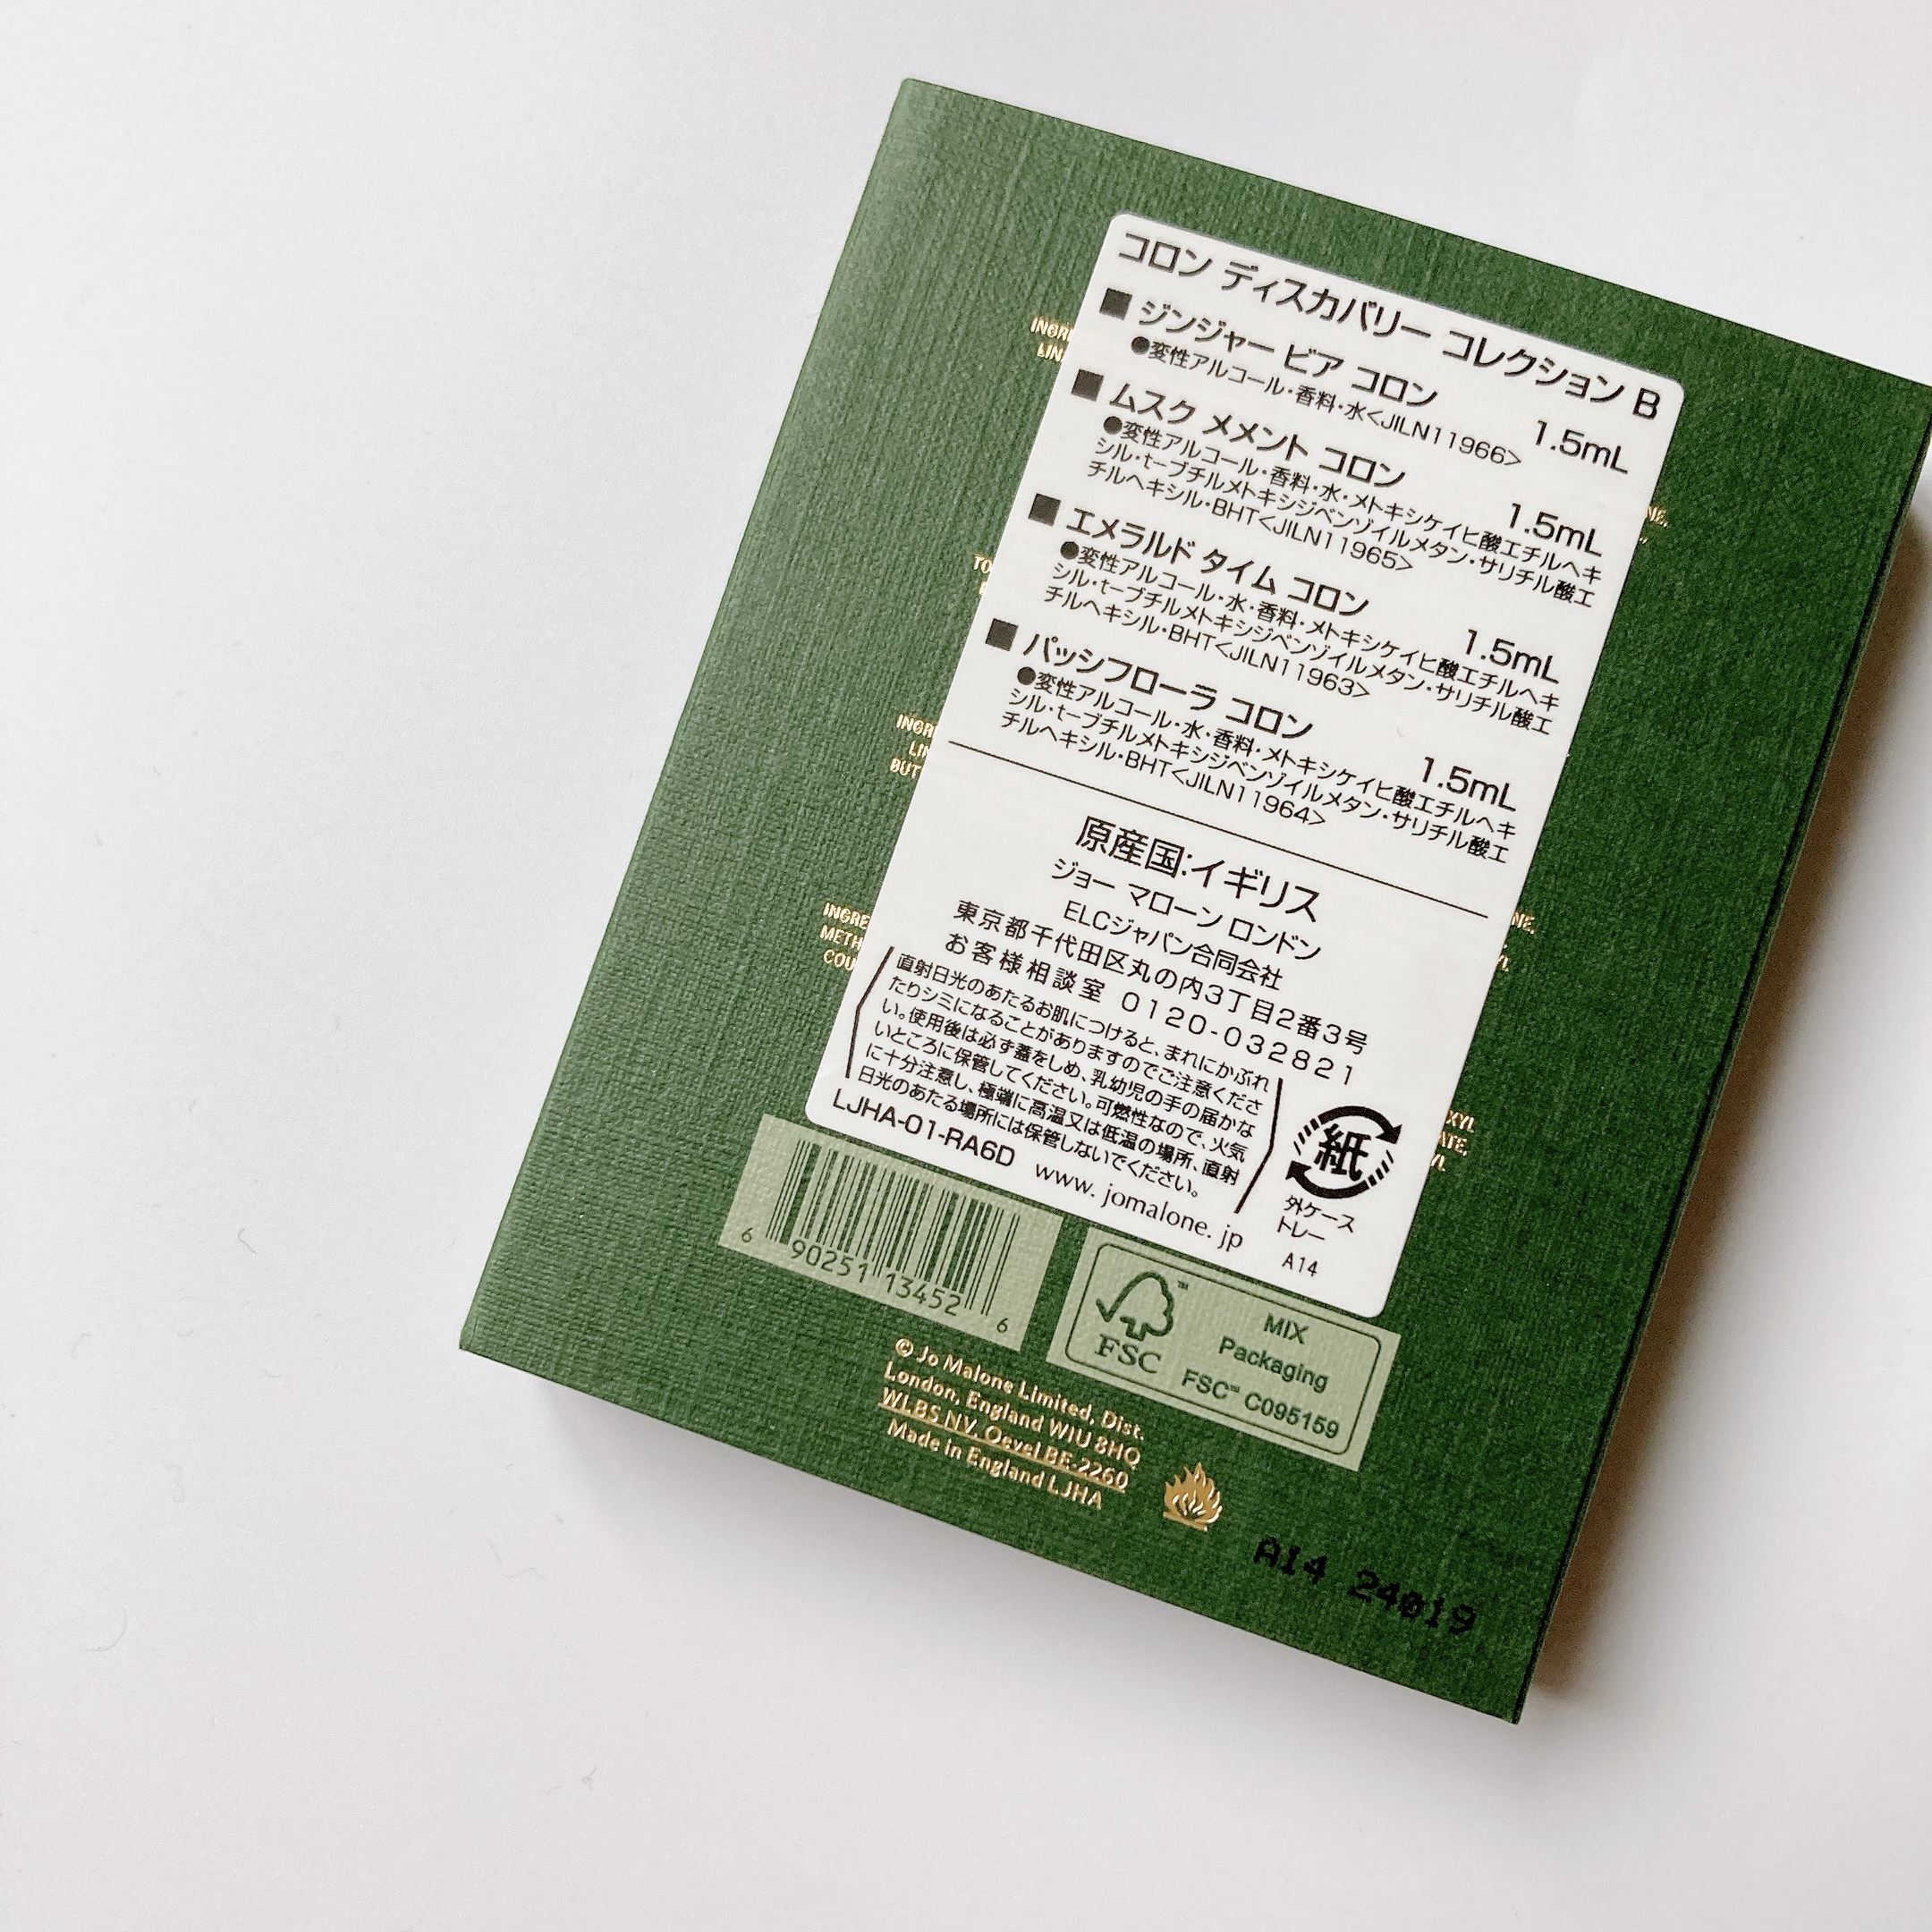 コロン ディスカバリー コレクション B
■ ジンジャー ビア コロン 1.5mL
●変性アルコール・香料・水<JILN11966>
■ ムスク メメント コロン 1.5mL
●変性アルコール・香料・水・メトキシケイヒ酸エチルヘキ
シル・t-ブチルメトキシジベンゾイルメタン・サリチル酸エ
チルヘキシル・BHT<JILN11965>
■ エメラルド タイム コロン 1.5mL
●変性アルコール・水・香料・メトキシケイヒ酸エチルヘキ
シル・t-ブチルメトキシジベンゾイルメタン・サリチル酸エ
チルヘキシル・BHT<JILN11963>
■ パッシフローラ コロン 1.5mL
●変性アルコール・水・香料・メトキシケイヒ酸エチルヘキ
シル・t-ブチルメトキシジベンゾイルメタン・サリチル酸エ
チルヘキシル・BHT<JILN11964>
原産国:イギリス
ジョー マローン ロンドン
ELCジャパン合同会社
東京都千代田区丸の内3丁目2番3号
お客様相談室 0120-032821
直射日光のあたるお肌につけると、まれにかぶれ
たりシミになることがありますのでご注意くださ
い。使用後は必ず蓋をしめ、乳幼児の手の届かな
いところに保管してください。可燃性なので、火気
に十分注意し、極端に高温又は低温の場所、直射
日光のあたる場所には保管しないでください。
紙
外ケース
トレー
LJHA-01-RA6D www.jomalone.jp A14
6 90251 13452 6
FSC™
MIX
Packaging
FSC™ C095159
© Jo Malone Limited, Dist.
London, England W1U 8HQ
WLBS NV. Oevel BE-2260
Made in England LJHA
A14 24019